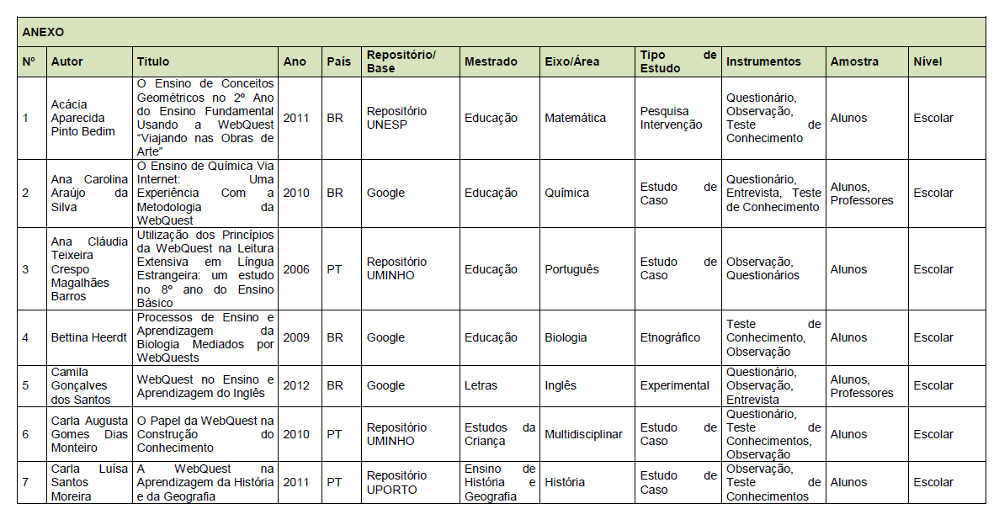 ANEXO
Nº Autor Titulo Ano País Repositório/ Base Mestrado Eixo/Área Tipo de Estudo Instrumentos Amostra Nível
1
Acácia
Aparecida
Pinto Bedim
O Ensino de Conceitos
Geométricos no 2º Ano
do Ensino Fundamental
Usando a WebQuest
“Viajando nas Obras de
Arte”
2011
BR
Repositório
UNESP
Educação
Matemática
Pesquisa
Intervenção
Questionário,
Observação,
Teste de
Conhecimento
Alunos
Escolar
2
Ana Carolina
Araújo da
Silva
O Ensino de Química Via
Internet: Uma
Experiência Com a
Metodologia da
WebQuest
2010
BR
Google
Educação
Química
Estudo de
Caso
Questionário,
Entrevista, Teste
de Conhecimento
Alunos,
Professores
Escolar
3
Ana Cláudia
Teixeira
Crespo
Magalhães
Barros
Utilização dos Princípios
da WebQuest na Leitura
Extensiva em Língua
Estrangeira: um estudo
no 8º ano do Ensino
Básico
2006
PT
Repositório
UMINHO
Educação
Português
Estudo de
Caso
Observação,
Questionários
Alunos
Escolar
4
Bettina Heerdt
Processos de Ensino e
Aprendizagem da
Biologia Mediados por
WebQuests
2009
BR
Google
Educação
Biologia
Etnográfico
Teste de
Conhecimento,
Observação
Alunos
Escolar
5
Camila
Gonçalves
dos Santos
WebQuest no Ensino e
Aprendizagem do Inglês
2012
BR
Google
Letras
Inglês
Experimental
Questionário,
Observação,
Entrevista
Alunos,
Professores
Escolar
6
Carla Augusta
Gomes Dias
Monteiro
O Papel da WebQuest na
Construção do
Conhecimento
2010
PT
Repositório
UMINHO
Estudos da
Criança
Multidisciplinar
Estudo de
Caso
Questionário,
Teste de
Conhecimentos,
Observação
Alunos
Escolar
7
Carla Luísa
Santos
Moreira
A WebQuest na
Aprendizagem da História
e da Geografia
2011
PT
Repositório
UPORTO
Ensino de
História e
Geografia
História
Estudo de
Caso
Observação,
Teste de
Conhecimentos
Alunos
Escolar